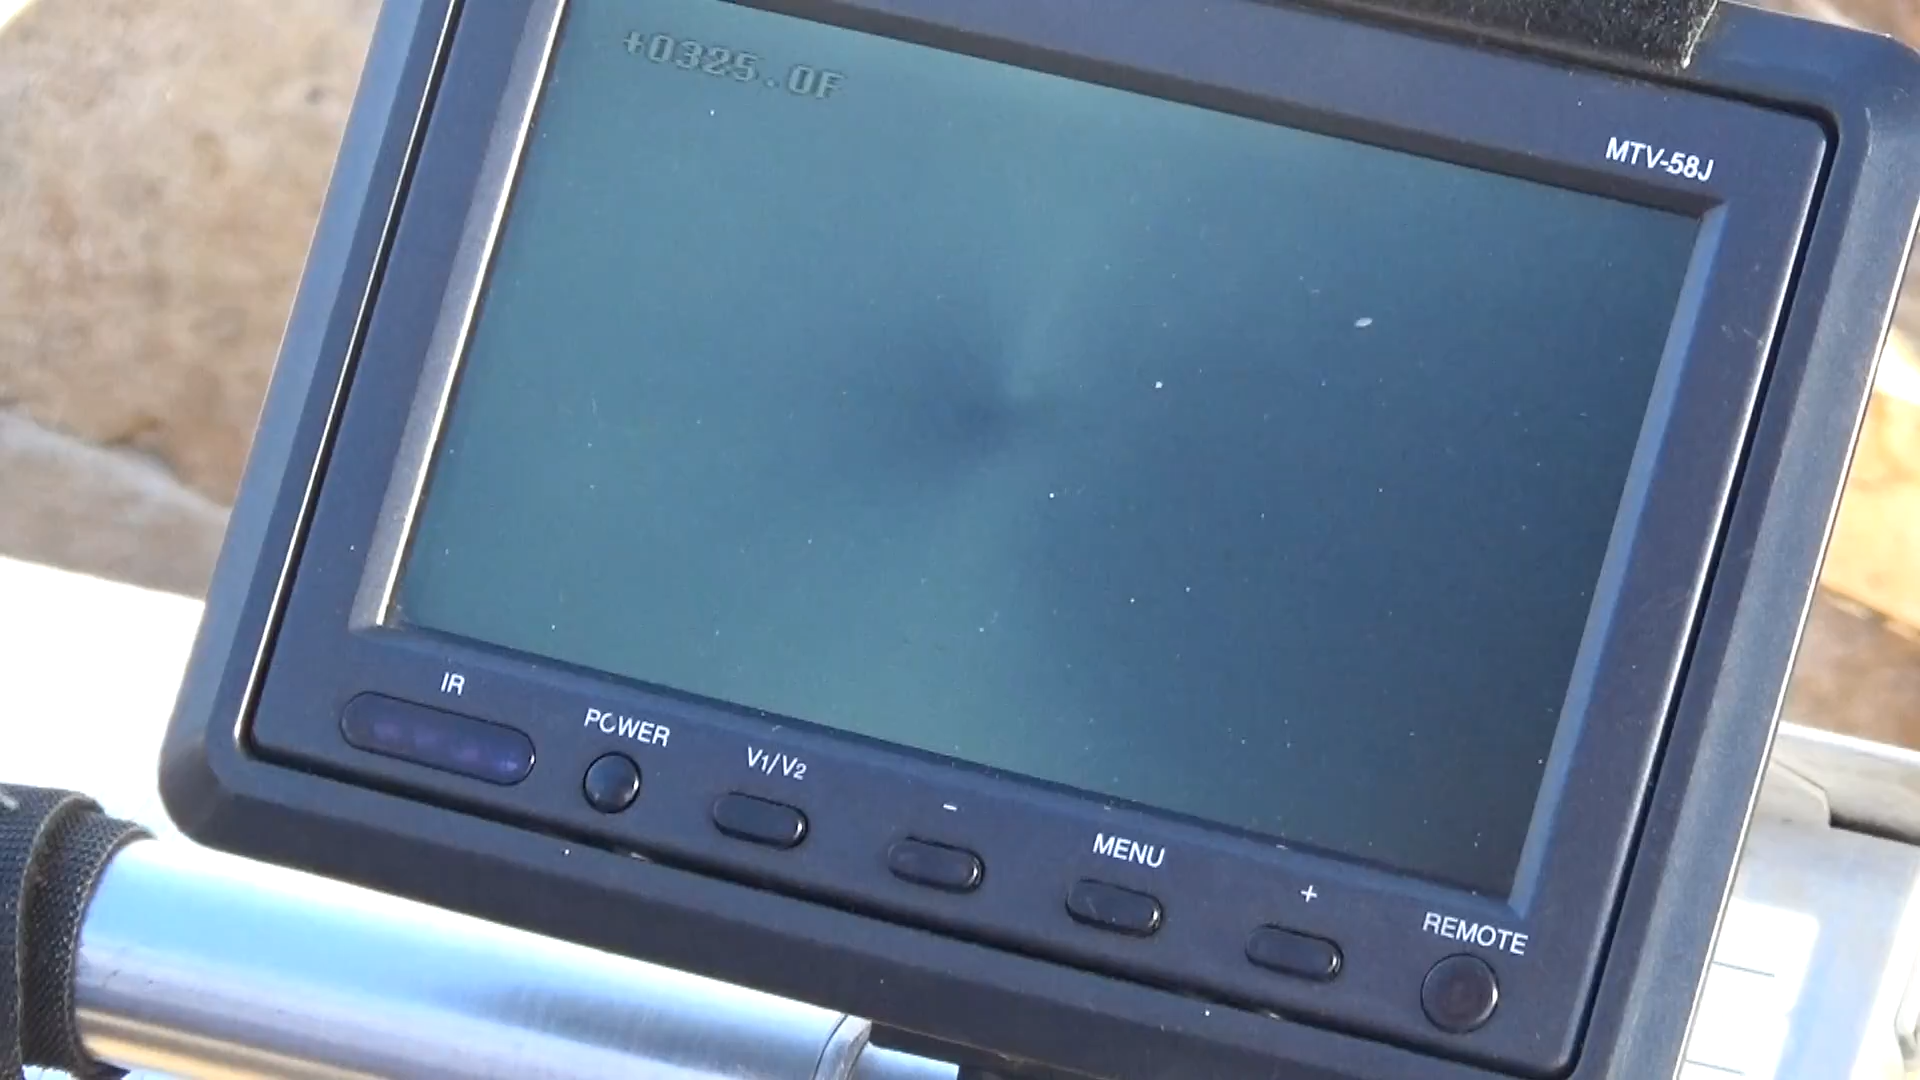 +0325.0F
MTV-58J
IR
POWER
V1/V2
-
MENU
+
REMOTE